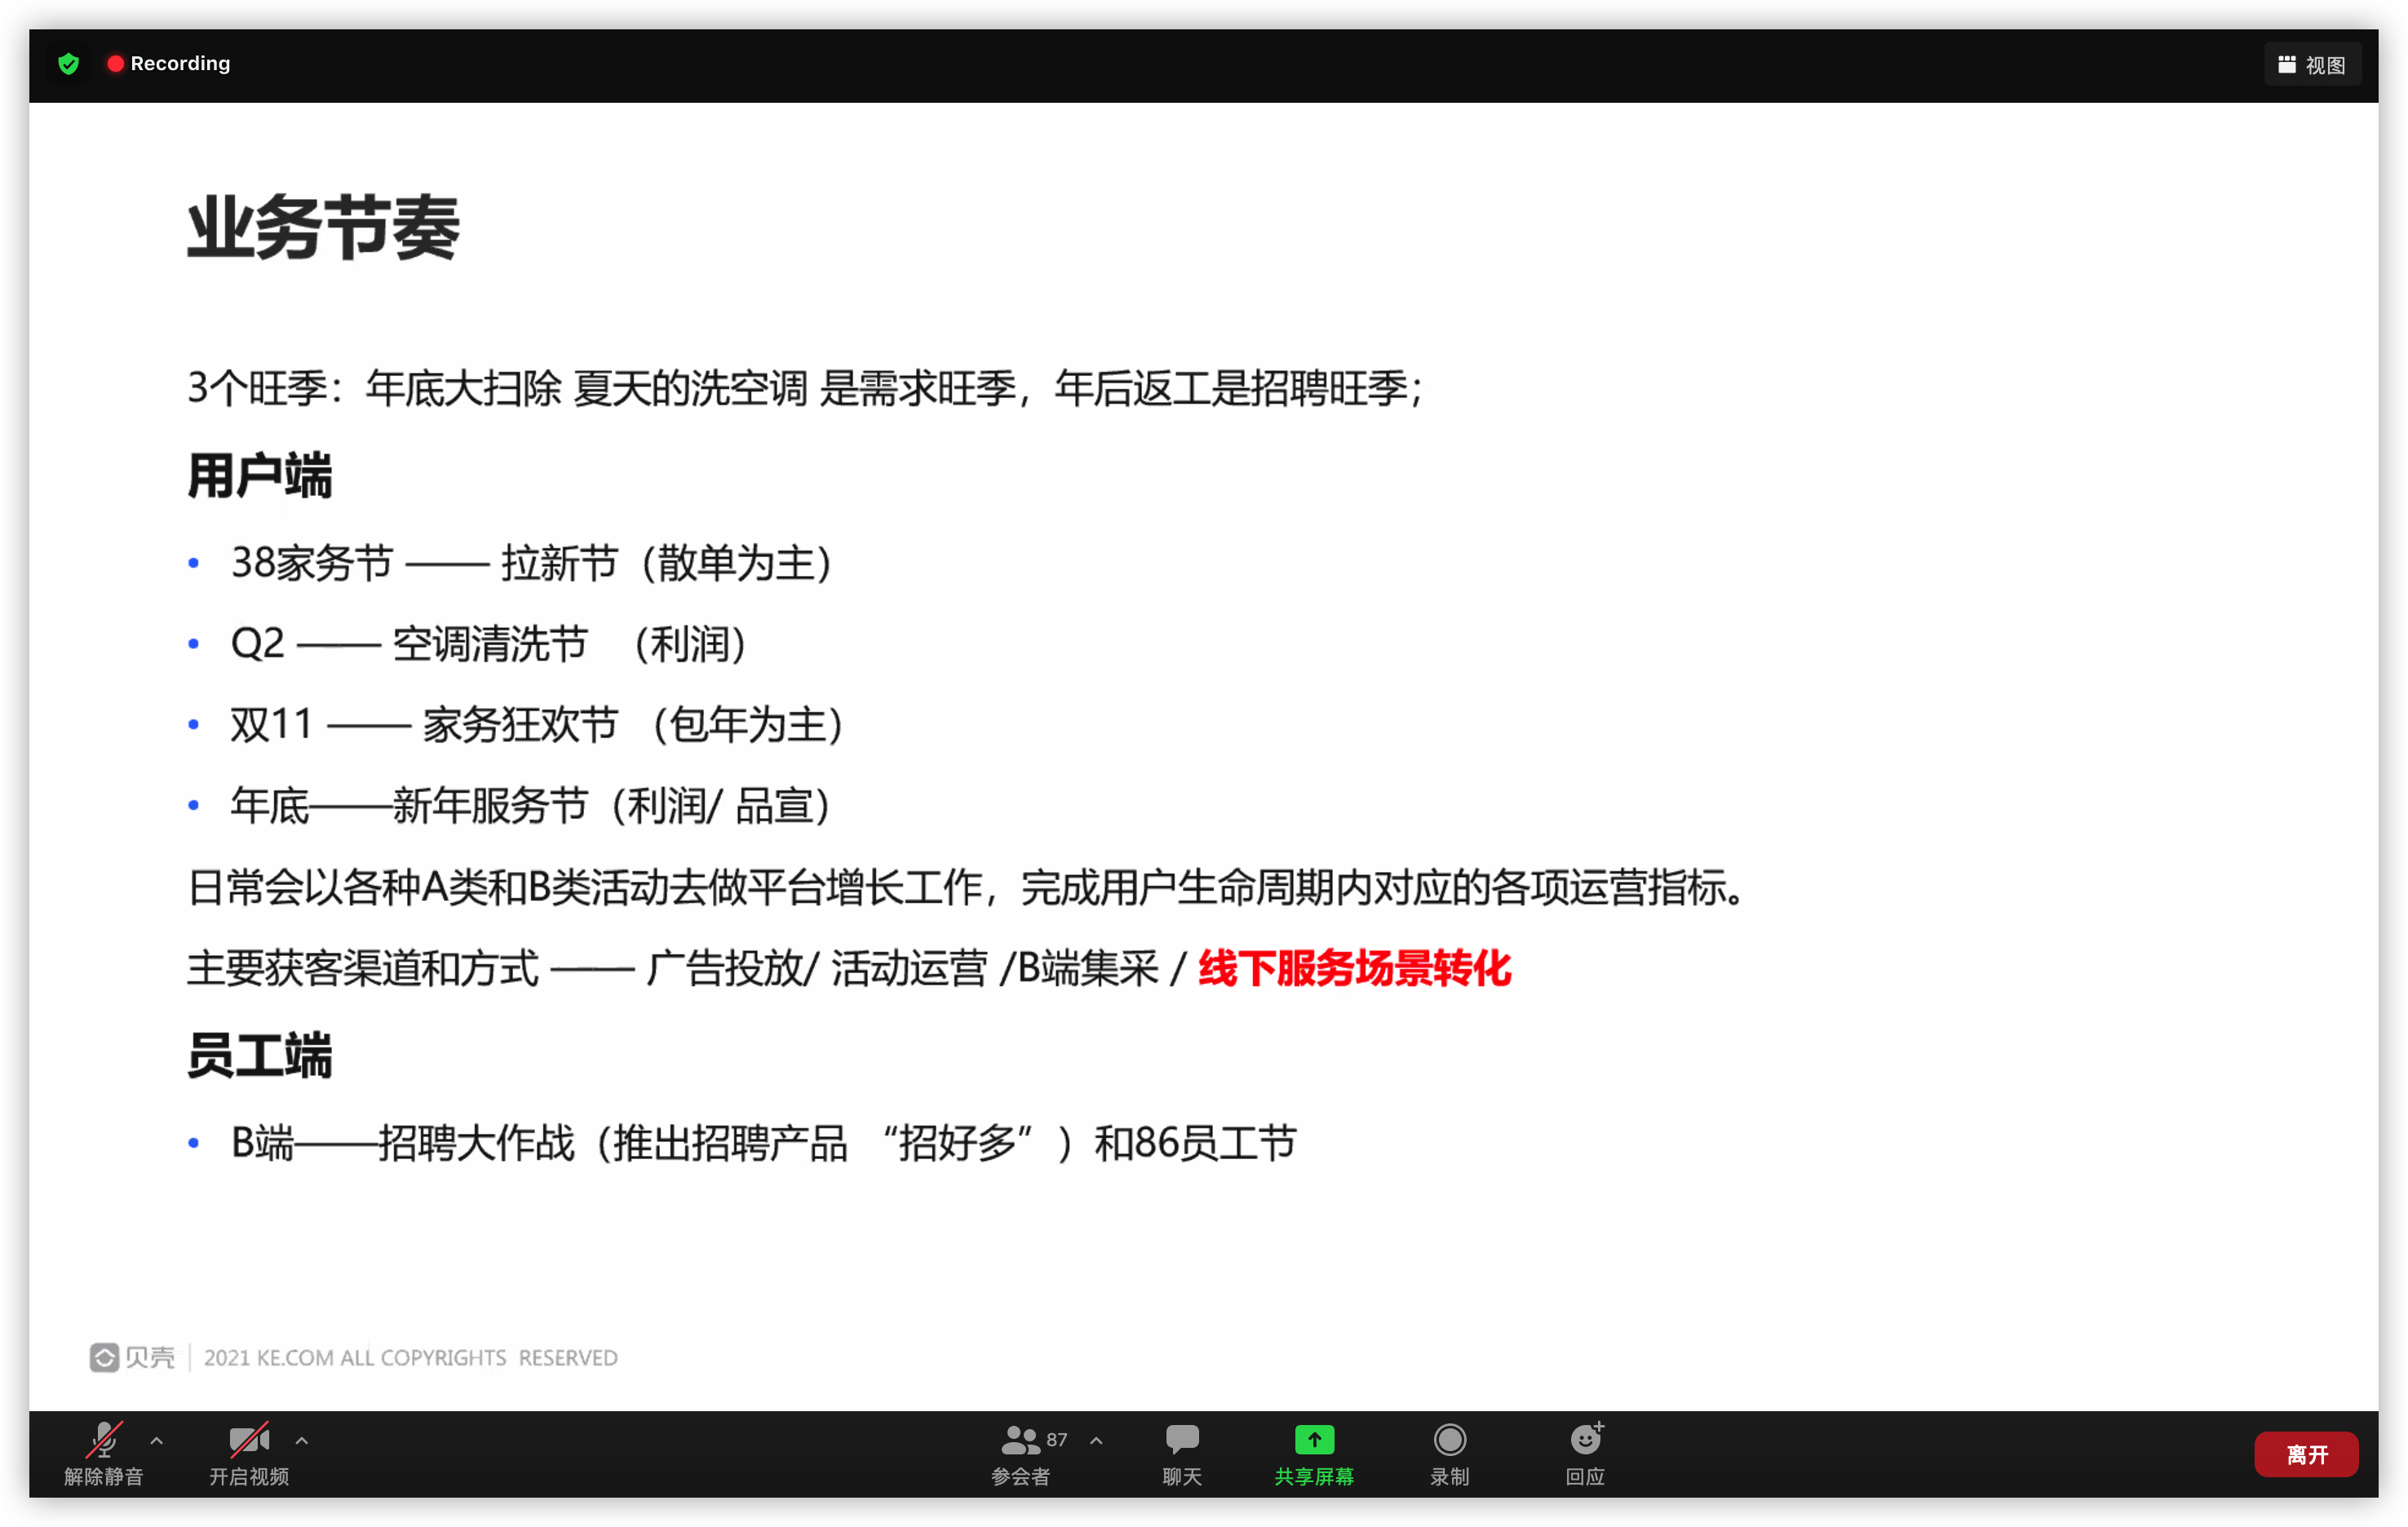 Recording
视图
业务节奏
3个旺季：年底大扫除 夏天的洗空调 是需求旺季，年后返工是招聘旺季；
用户端
• 38家务节 —— 拉新节（散单为主）
• Q2 —— 空调清洗节 （利润）
• 双11 —— 家务狂欢节 （包年为主）
• 年底——新年服务节（利润/ 品宣）
日常会以各种A类和B类活动去做平台增长工作，完成用户生命周期内对应的各项运营指标。
主要获客渠道和方式 —— 广告投放/ 活动运营 /B端集采 / 线下服务场景转化
员工端
• B端——招聘大作战（推出招聘产品 “招好多”）和86员工节
贝壳 | 2021 KE.COM ALL COPYRIGHTS RESERVED
解除静音
开启视频
87
参会者
聊天
共享屏幕
录制
回应
离开